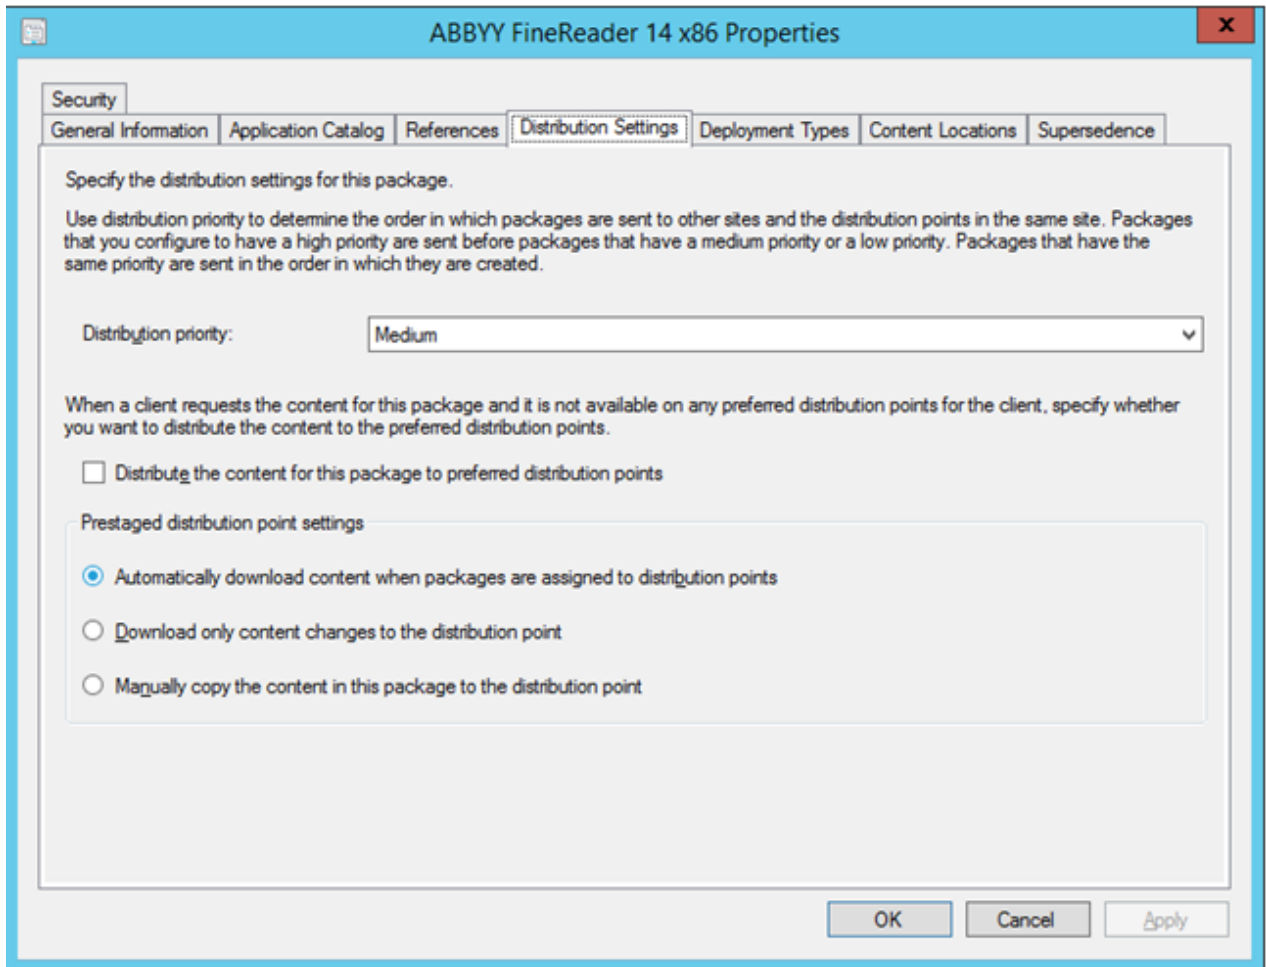 ABBYY FineReader 14 x86 Properties
x
Security
General Information
Application Catalog
References
Distribution Settings
Deployment Types
Content Locations
Supersedence
Specify the distribution settings for this package.
Use distribution priority to determine the order in which packages are sent to other sites and the distribution points in the same site. Packages
that you configure to have a high priority are sent before packages that have a medium priority or a low priority. Packages that have the
same priority are sent in the order in which they are created.
Distribution priority:
Medium
When a client requests the content for this package and it is not available on any preferred distribution points for the client, specify whether
you want to distribute the content to the preferred distribution points.
Distribute the content for this package to preferred distribution points
Prestaged distribution point settings
Automatically download content when packages are assigned to distribution points
Download only content changes to the distribution point
Manually copy the content in this package to the distribution point
OK
Cancel
Apply